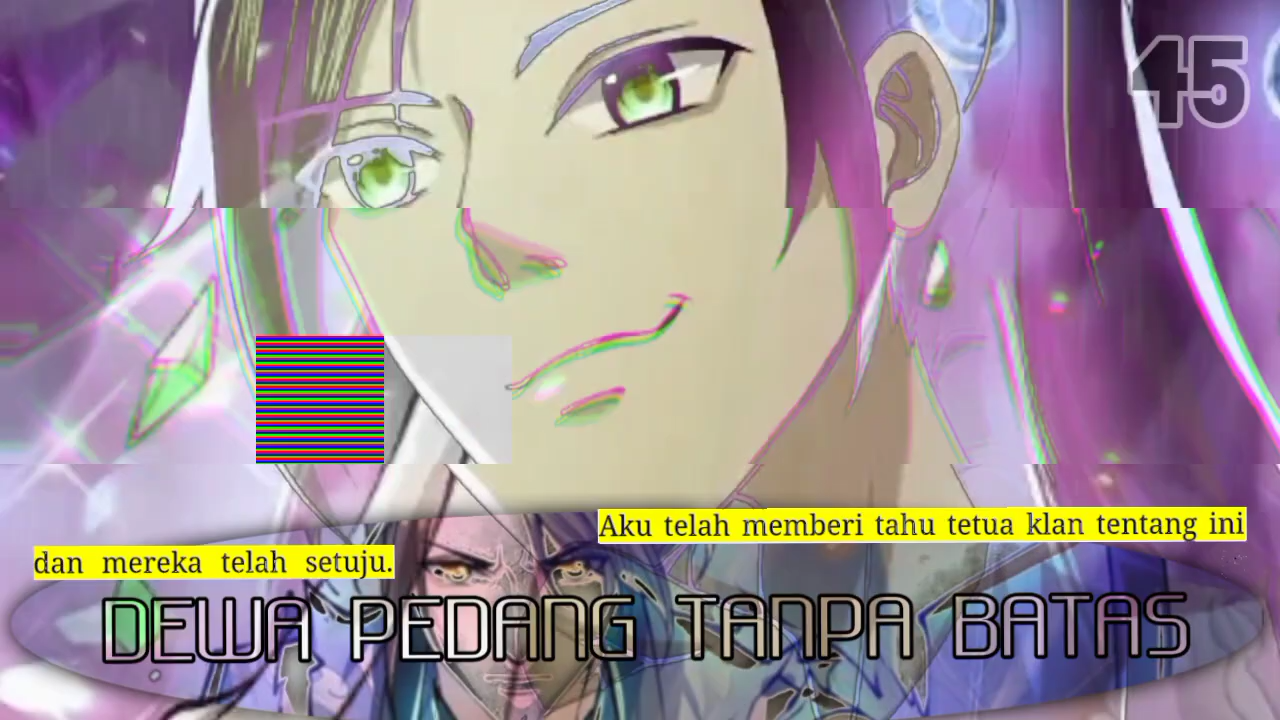 45
Aku telah memberi tahu tetua klan tentang ini
dan mereka telah setuju.
DEWA PEDANG TANPA BATAS